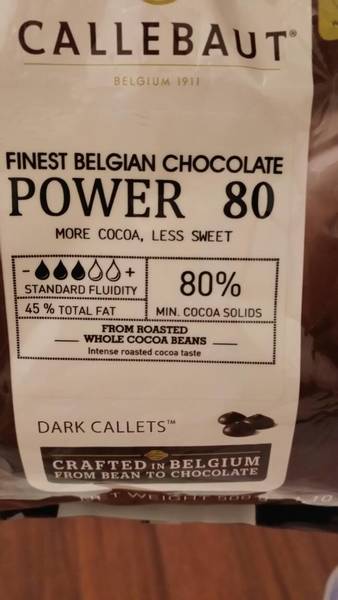 CALLEBAUT®
BELGIUM 1911
FINEST BELGIAN CHOCOLATE
POWER 80
MORE COCOA, LESS SWEET
- +
STANDARD FLUIDITY
45 % TOTAL FAT
80%
MIN. COCOA SOLIDS
FROM ROASTED
WHOLE COCOA BEANS
Intense roasted cocoa taste
DARK CALLETS™
CRAFTED IN BELGIUM
FROM BEAN TO CHOCOLATE
WEIGHT 500